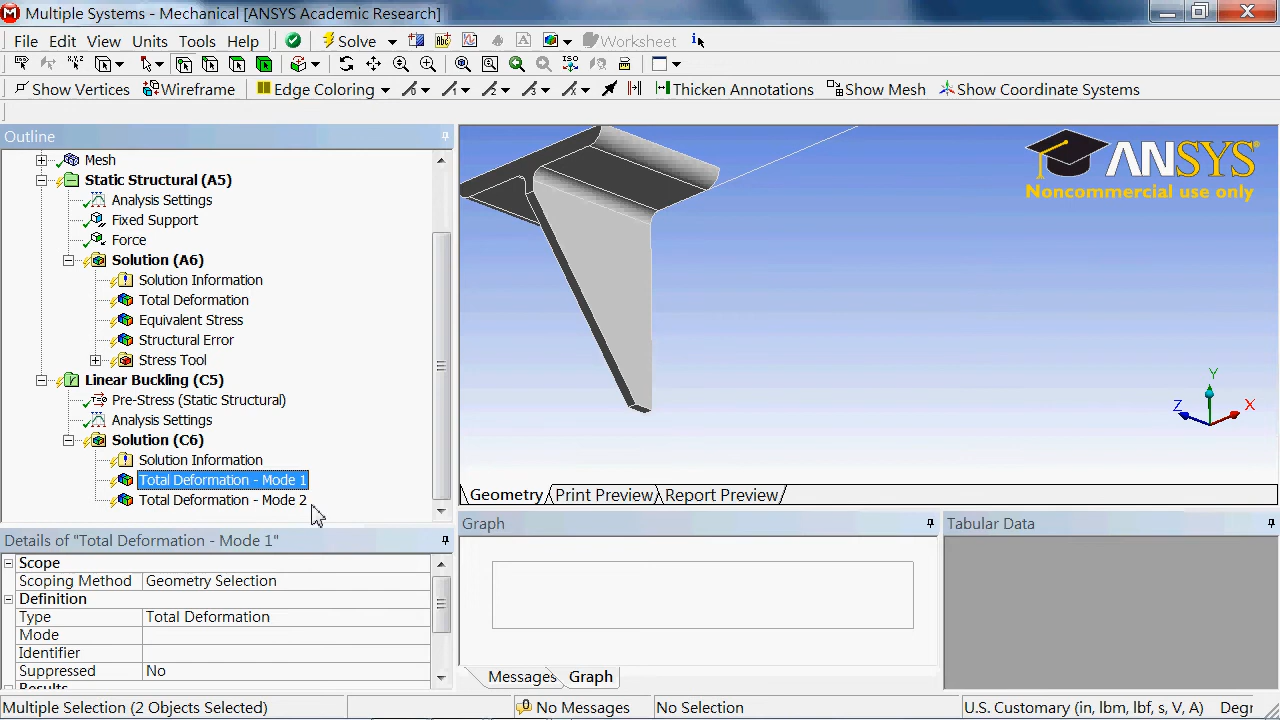 Multiple Systems - Mechanical [ANSYS Academic Research]
File Edit View Units Tools Help Solve Worksheet
Show Vertices Wireframe Edge Coloring Thicken Annotations Show Mesh Show Coordinate Systems
Outline
Mesh
Static Structural (A5)
Analysis Settings
Fixed Support
Force
Solution (A6)
Solution Information
Total Deformation
Equivalent Stress
Structural Error
Stress Tool
Linear Buckling (C5)
Pre-Stress (Static Structural)
Analysis Settings
Solution (C6)
Solution Information
Total Deformation - Mode 1
Total Deformation - Mode 2
Details of "Total Deformation - Mode 1"
Scope
Scoping Method Geometry Selection
Definition
Type Total Deformation
Mode
Identifier
Suppressed No
Results
ANSYS
Noncommercial use only
Y
Z X
Geometry Print Preview Report Preview
Graph
Messages Graph
Tabular Data
Multiple Selection (2 Objects Selected) 0 No Messages No Selection U.S. Customary (in, lbm, lbf, s, V, A) Degr